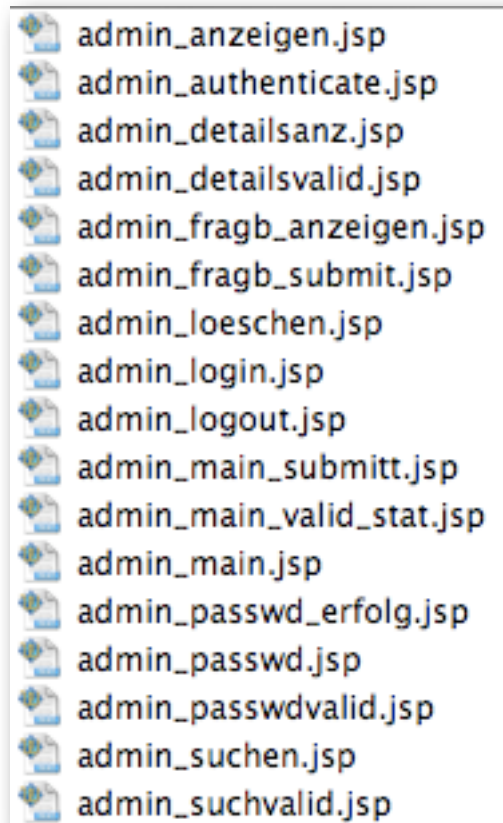 admin_anzeigen.jsp
admin_authenticate.jsp
admin_detailsanz.jsp
admin_detailsvalid.jsp
admin_fragb_anzeigen.jsp
admin_fragb_submit.jsp
admin_loeschen.jsp
admin_login.jsp
admin_logout.jsp
admin_main_submitt.jsp
admin_main_valid_stat.jsp
admin_main.jsp
admin_passwd_erfolg.jsp
admin_passwd.jsp
admin_passwdvalid.jsp
admin_suchen.jsp
admin_suchvalid.jsp